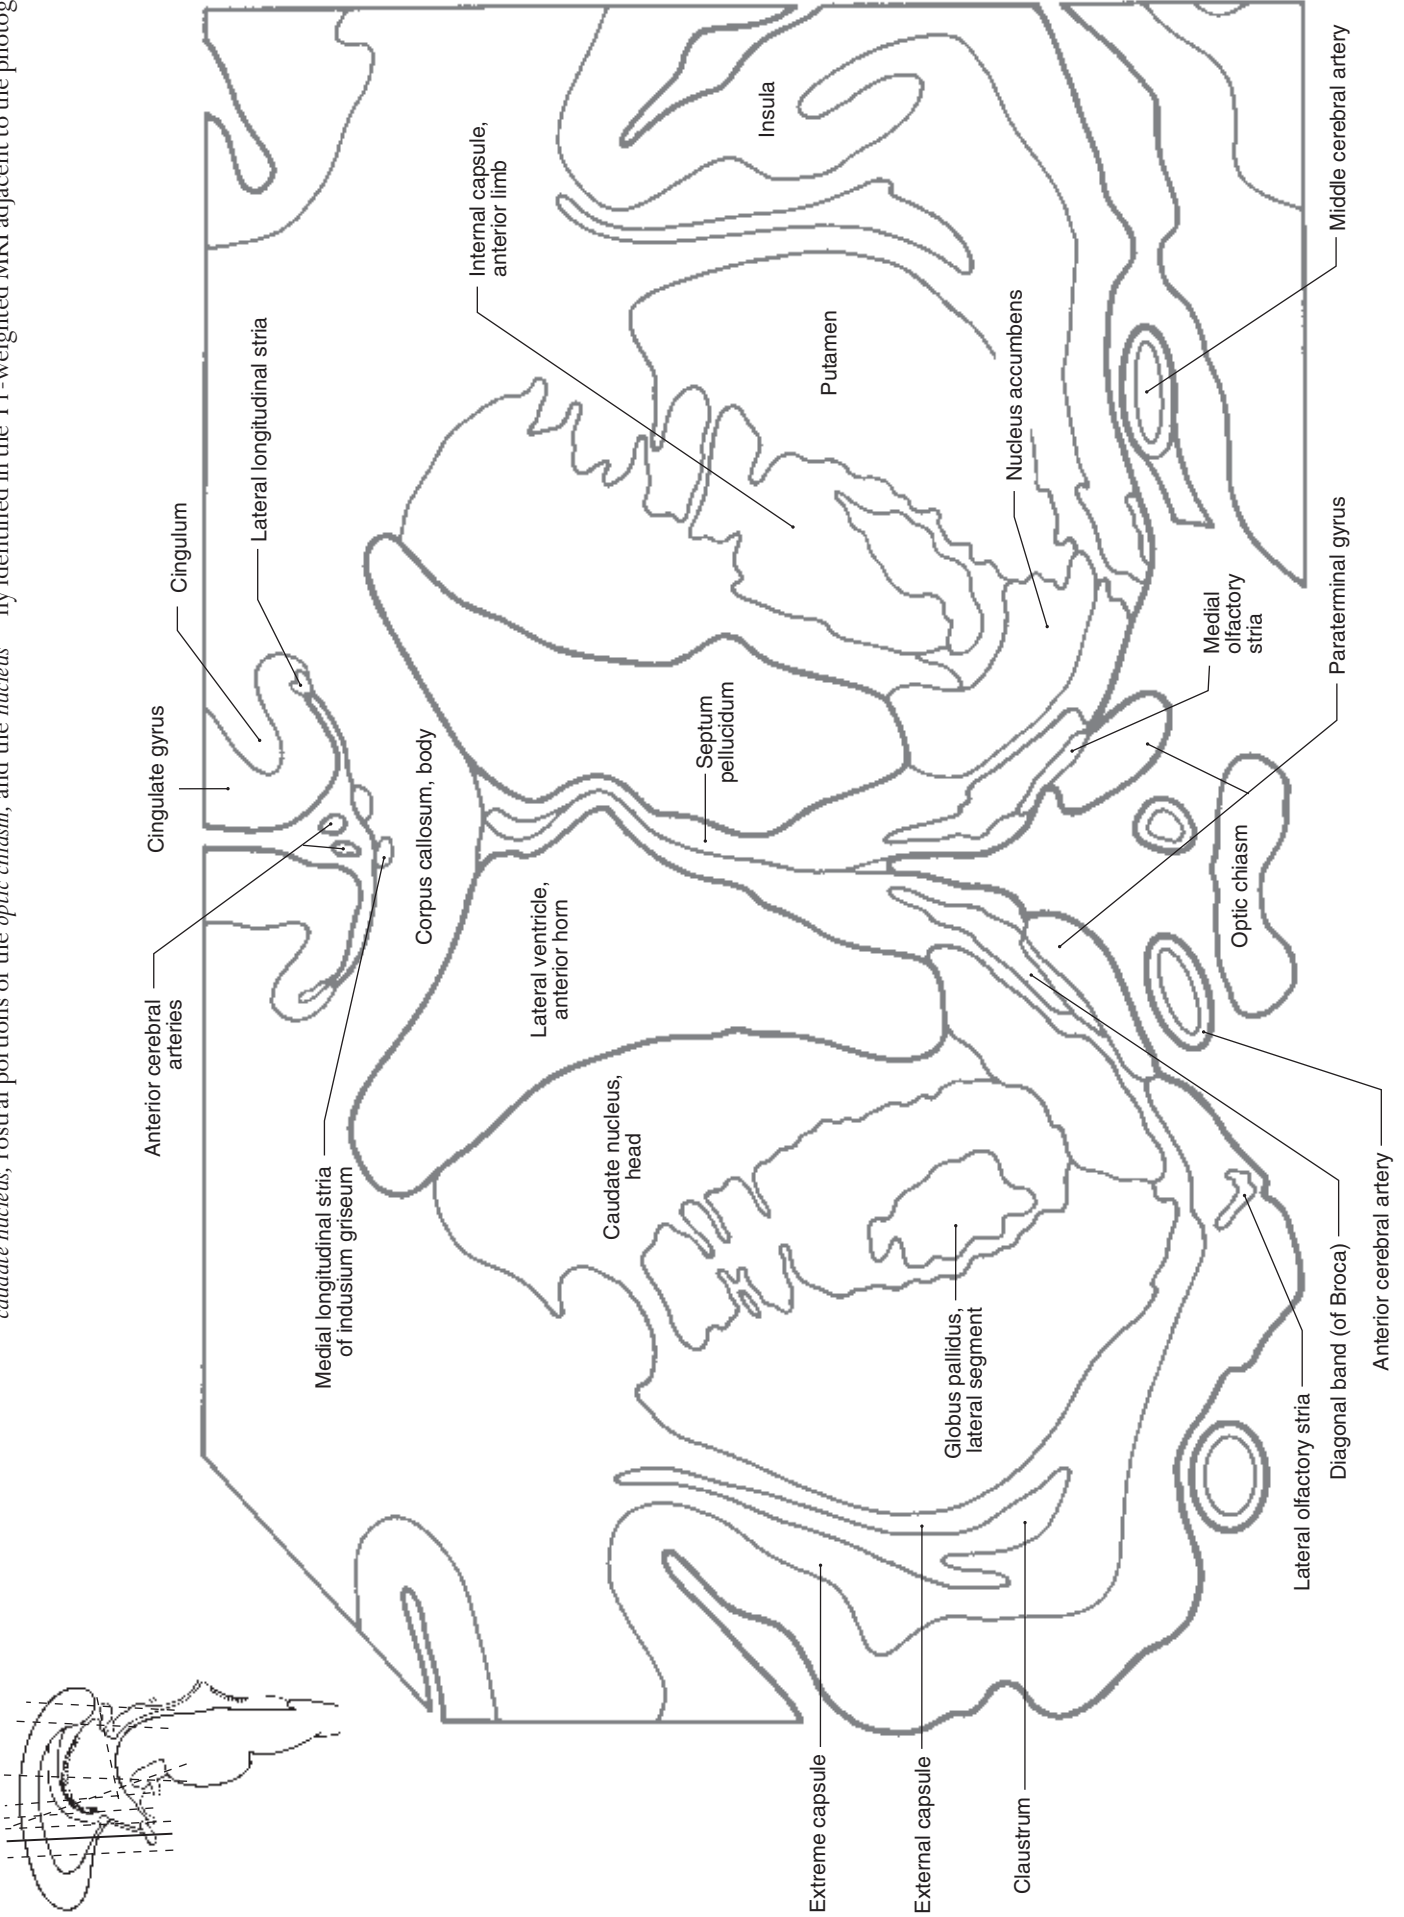 caudate nucleus, rostral portions of the optic chiasm, and the nucleus
fly identified in the T1-weighted MRI adjacent to the
Anterior cerebral
arteries
Cingulate gyrus
Cingulum
Lateral longitudinal stria
Medial longitudinal stria
of indusium griseum
Corpus callosum, body
Internal capsule,
anterior limb
Lateral ventricle,
anterior horn
Caudate nucleus,
head
Septum
pellucidum
Insula
Putamen
Globus pallidus,
lateral segment
Nucleus accumbens
Extreme capsule
External capsule
Claustrum
Medial
olfactory
stria
Optic chiasm
Lateral olfactory stria
Diagonal band (of Broca)
Anterior cerebral artery
Paraterminal gyrus
Middle cerebral artery